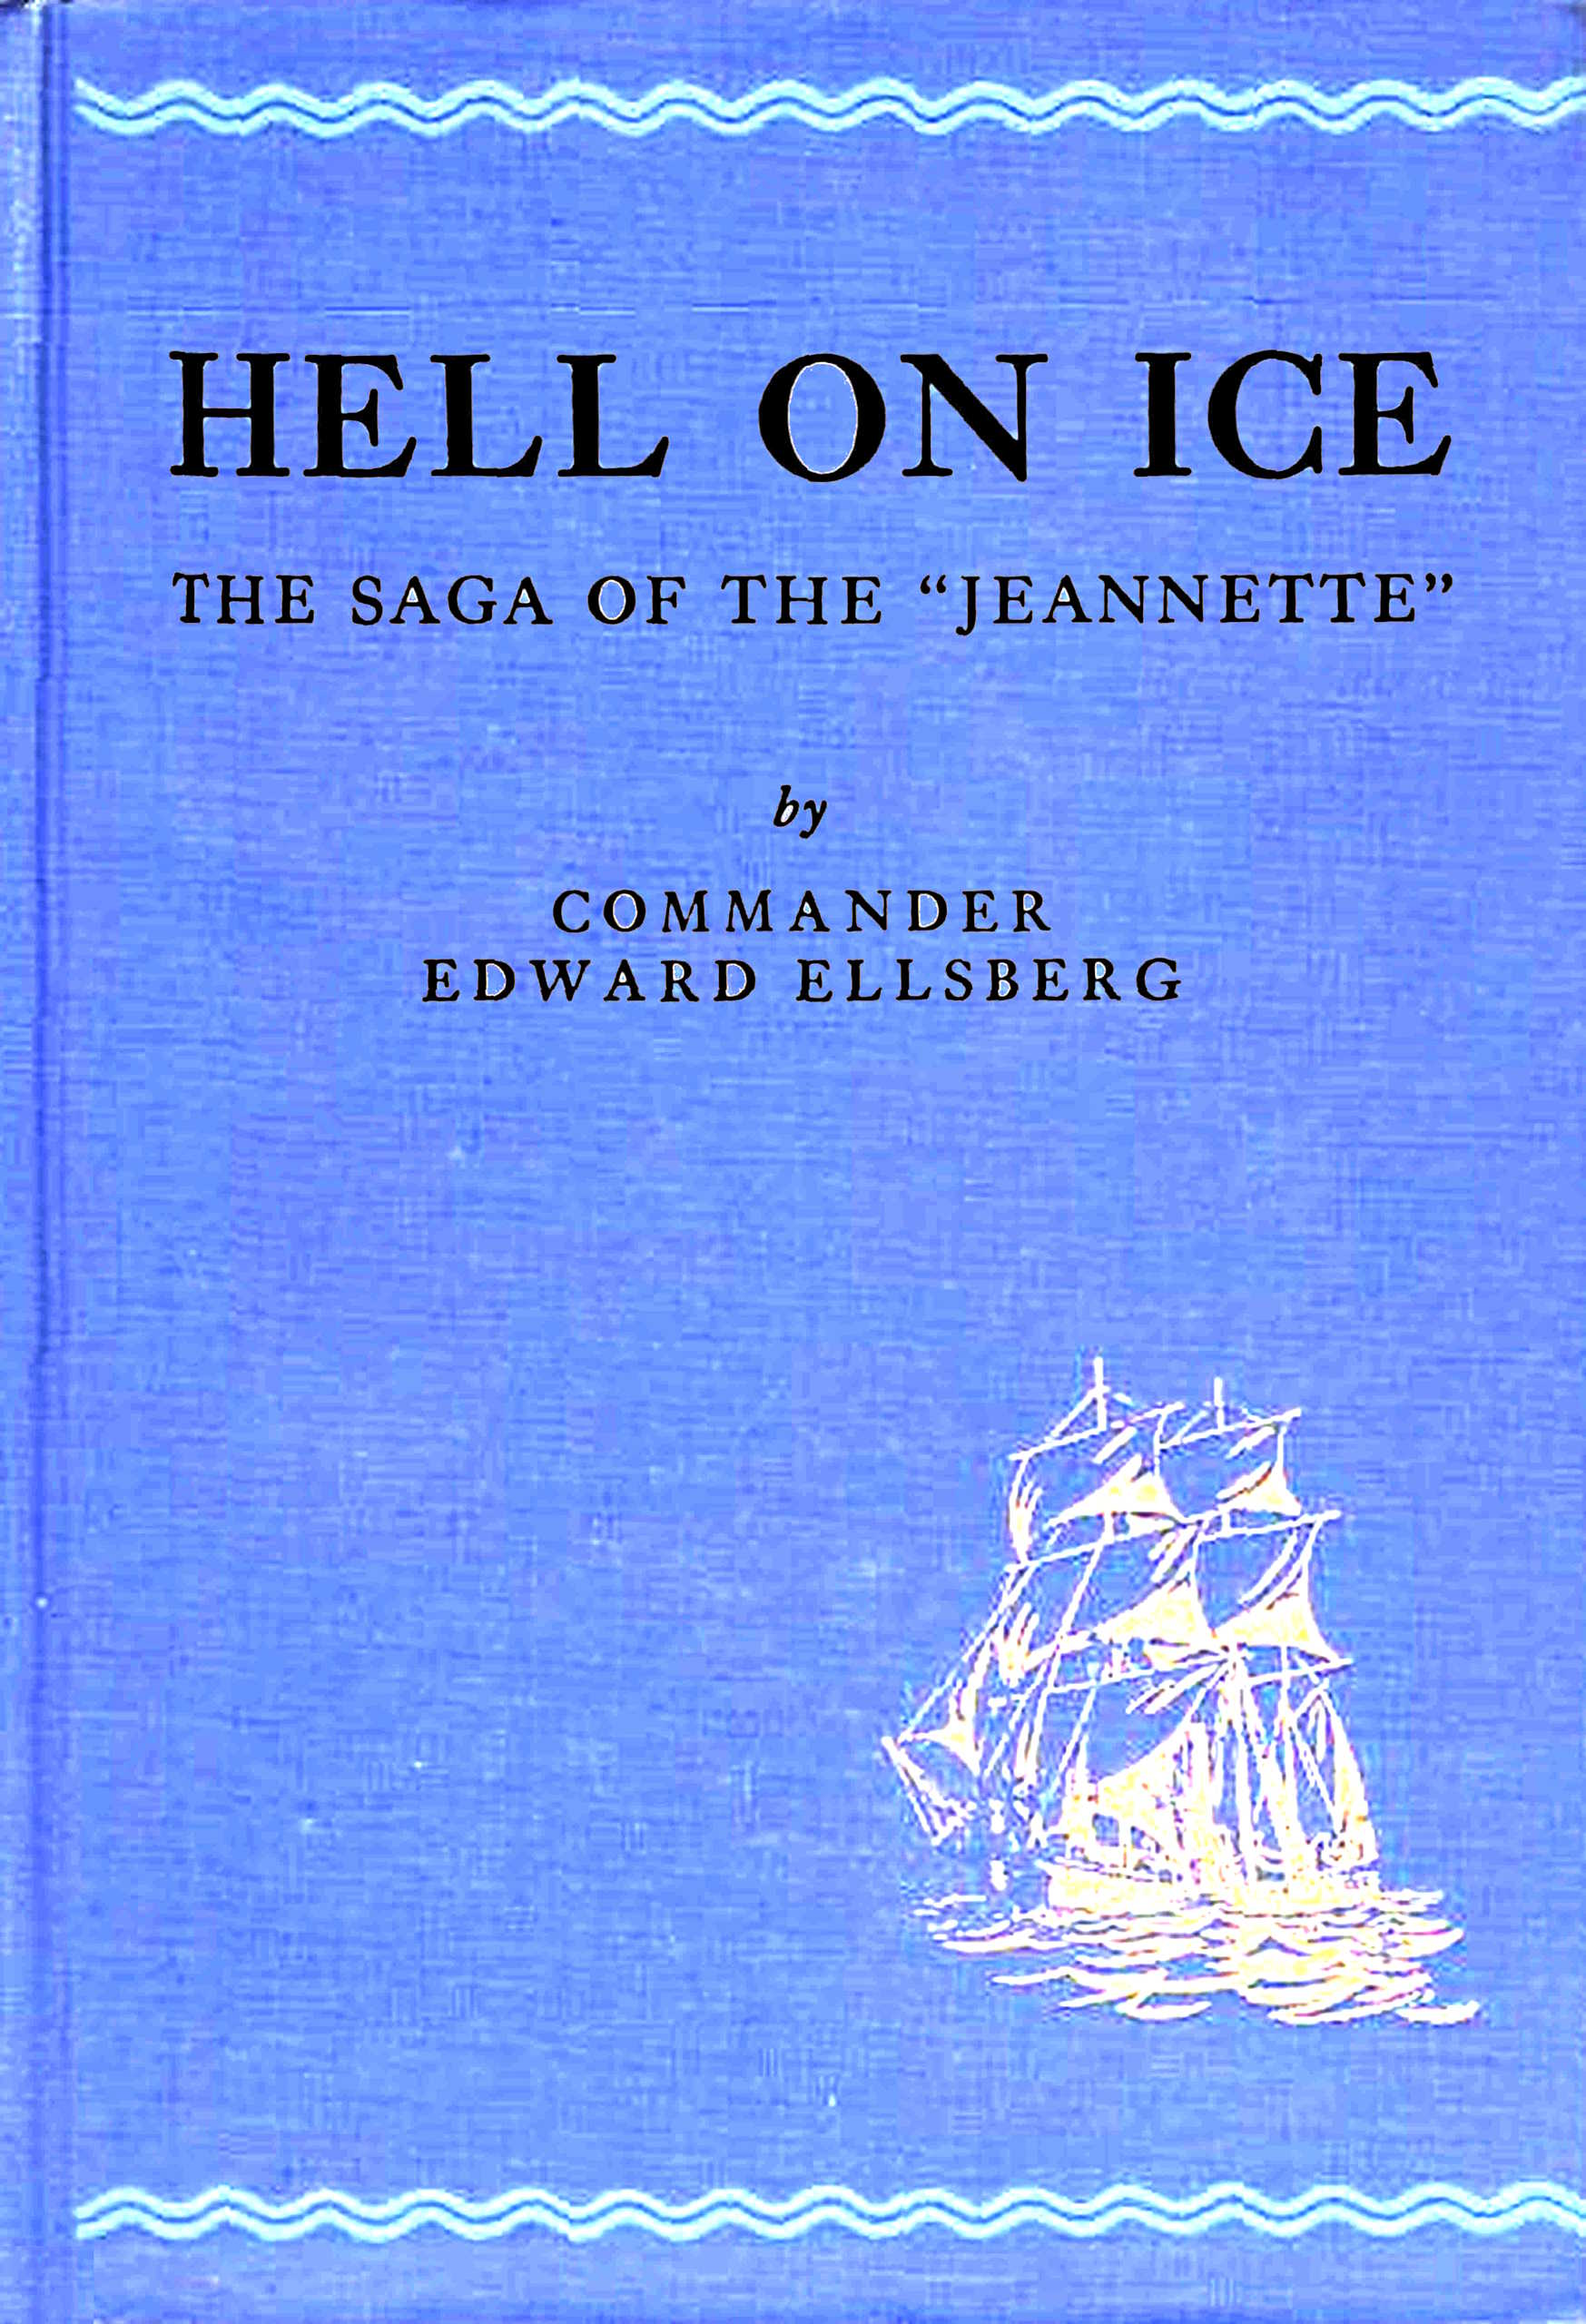 HELL ON ICE
THE SAGA OF THE “JEANNETTE”
by
COMMANDER
EDWARD ELLSBERG